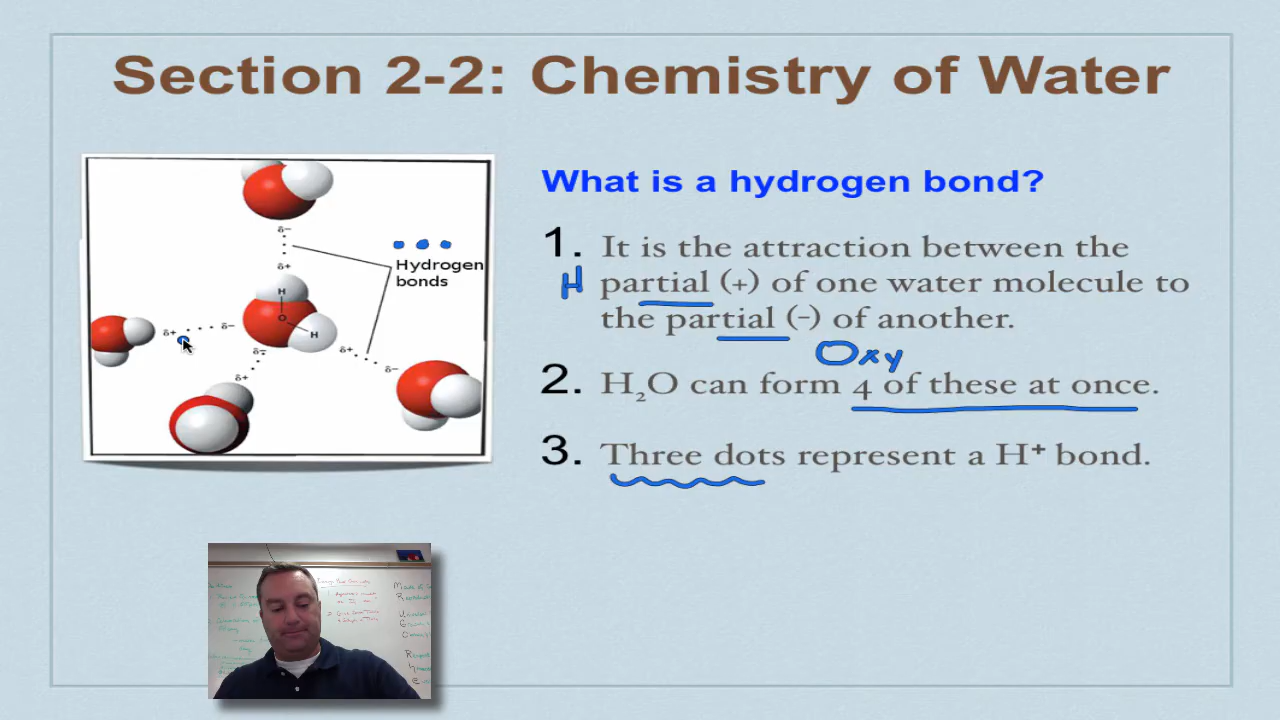 Section 2-2: Chemistry of Water
What is a hydrogen bond?
1. It is the attraction between the
H partial (+) of one water molecule to
the partial (-) of another.
Oxy
2. H₂O can form 4 of these at once.
3. Three dots represent a H⁺ bond.
δ−
δ+
Hydrogen
bonds
H
O
H
δ+
δ−
δ−
δ+
δ+
δ−